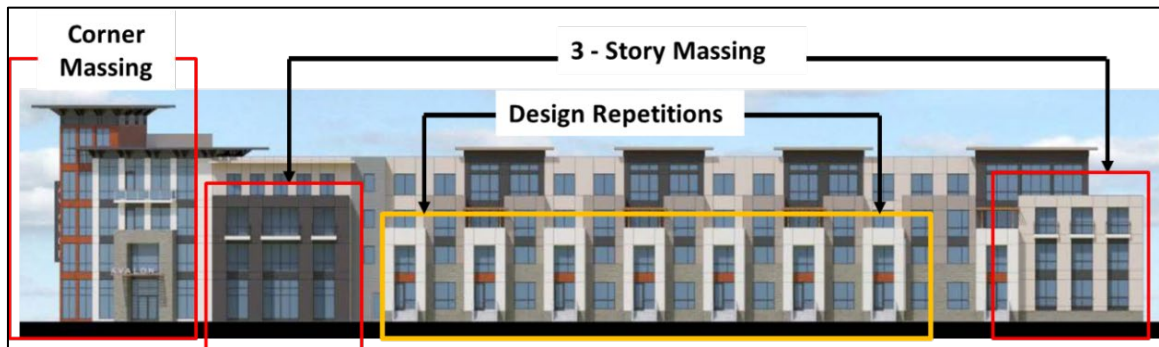 Corner
Massing
3 - Story Massing
Design Repetitions
AVALON